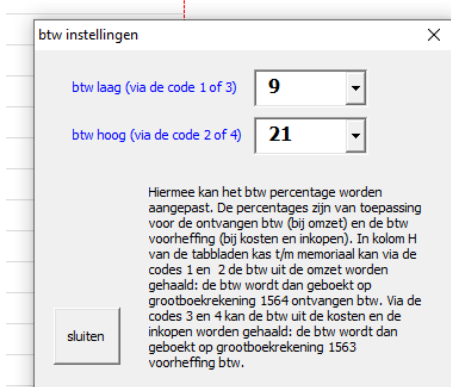 btw instellingen
btw laag (via de code 1 of 3) 9
btw hoog (via de code 2 of 4) 21
Hiermee kan het btw percentage worden
aangepast. De percentages zijn van toepassing
voor de ontvangen btw (bij omzet) en de btw
voorheffing (bij kosten en inkopen). In kolom H
van de tabbladen kas t/m memoriaal kan via de
codes 1 en 2 de btw uit de omzet worden
gehaald: de btw wordt dan geboekt op
grootboekrekening 1564 ontvangen btw. Via de
codes 3 en 4 kan de btw uit de kosten en de
inkopen worden gehaald: de btw wordt dan
geboekt op grootboekrekening 1563
voorheffing btw.
sluiten